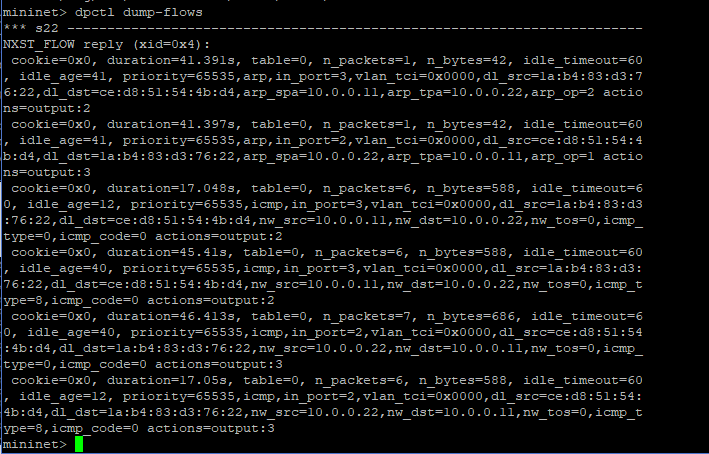 mininet> dpctl dump-flows
*** s22 ------------------------------------------------------------------------
NXST_FLOW reply (xid=0x4):
 cookie=0x0, duration=41.391s, table=0, n_packets=1, n_bytes=42, idle_timeout=60
, idle_age=41, priority=65535,arp,in_port=3,vlan_tci=0x0000,dl_src=1a:b4:83:d3:7
6:22,dl_dst=ce:d8:51:54:4b:d4,arp_spa=10.0.0.11,arp_tpa=10.0.0.22,arp_op=2 actio
ns=output:2
 cookie=0x0, duration=41.397s, table=0, n_packets=1, n_bytes=42, idle_timeout=60
, idle_age=41, priority=65535,arp,in_port=2,vlan_tci=0x0000,dl_src=ce:d8:51:54:4
b:d4,dl_dst=1a:b4:83:d3:76:22,arp_spa=10.0.0.22,arp_tpa=10.0.0.11,arp_op=1 actio
ns=output:3
 cookie=0x0, duration=17.048s, table=0, n_packets=6, n_bytes=588, idle_timeout=6
0, idle_age=12, priority=65535,icmp,in_port=3,vlan_tci=0x0000,dl_src=1a:b4:83:d3
:76:22,dl_dst=ce:d8:51:54:4b:d4,nw_src=10.0.0.11,nw_dst=10.0.0.22,nw_tos=0,icmp_
type=0,icmp_code=0 actions=output:2
 cookie=0x0, duration=45.41s, table=0, n_packets=6, n_bytes=588, idle_timeout=60
, idle_age=40, priority=65535,icmp,in_port=3,vlan_tci=0x0000,dl_src=1a:b4:83:d3:
76:22,dl_dst=ce:d8:51:54:4b:d4,nw_src=10.0.0.11,nw_dst=10.0.0.22,nw_tos=0,icmp_t
ype=8,icmp_code=0 actions=output:2
 cookie=0x0, duration=46.413s, table=0, n_packets=7, n_bytes=686, idle_timeout=6
0, idle_age=40, priority=65535,icmp,in_port=2,vlan_tci=0x0000,dl_src=ce:d8:51:54
:4b:d4,dl_dst=1a:b4:83:d3:76:22,nw_src=10.0.0.22,nw_dst=10.0.0.11,nw_tos=0,icmp_
type=0,icmp_code=0 actions=output:3
 cookie=0x0, duration=17.05s, table=0, n_packets=6, n_bytes=588, idle_timeout=60
, idle_age=12, priority=65535,icmp,in_port=2,vlan_tci=0x0000,dl_src=ce:d8:51:54:
4b:d4,dl_dst=1a:b4:83:d3:76:22,nw_src=10.0.0.22,nw_dst=10.0.0.11,nw_tos=0,icmp_t
ype=8,icmp_code=0 actions=output:3
mininet>